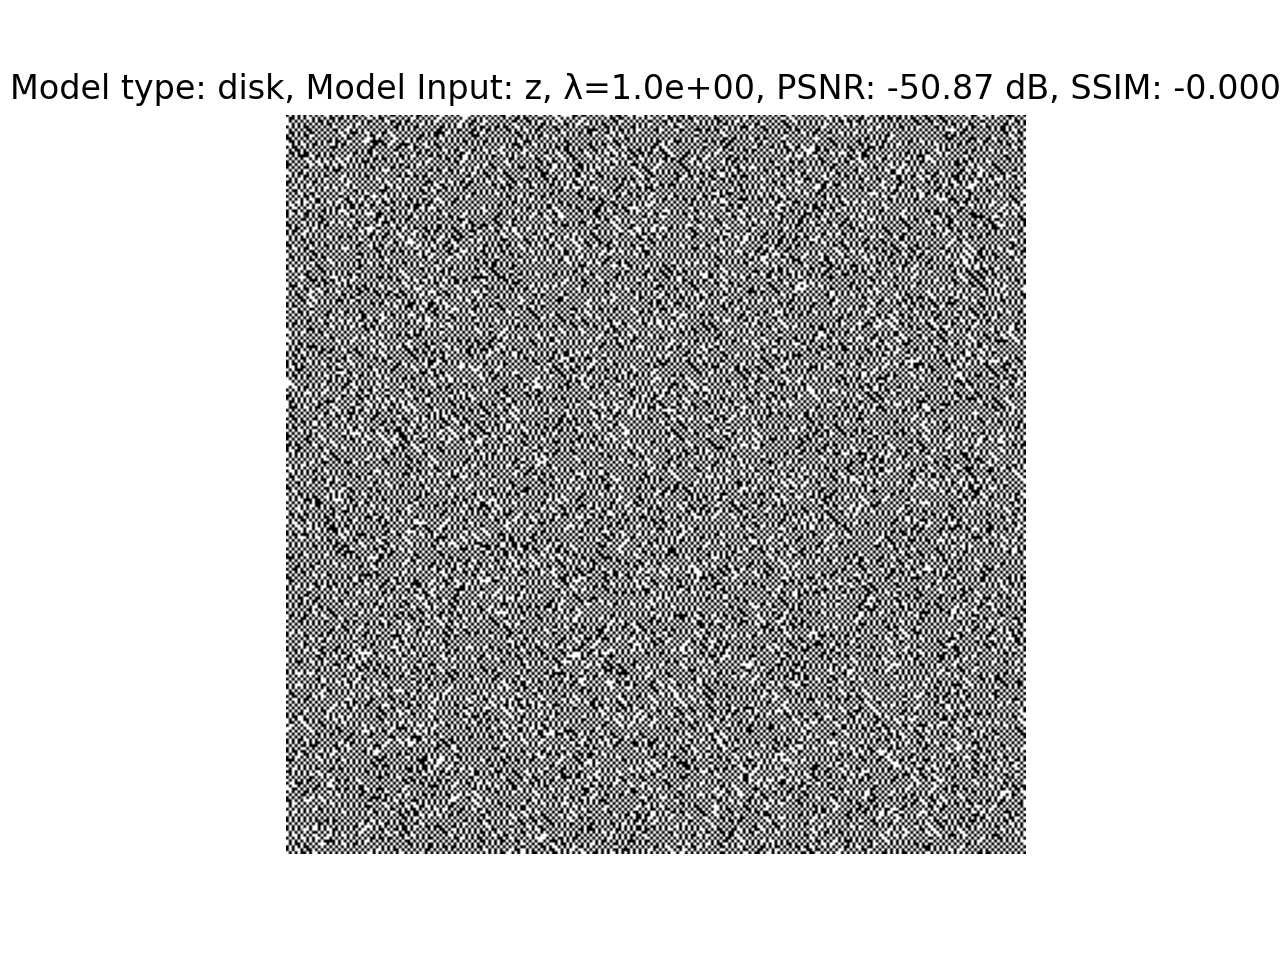 Model type: disk, Model Input: z, λ=1.0e+00, PSNR: -50.87 dB, SSIM: -0.000